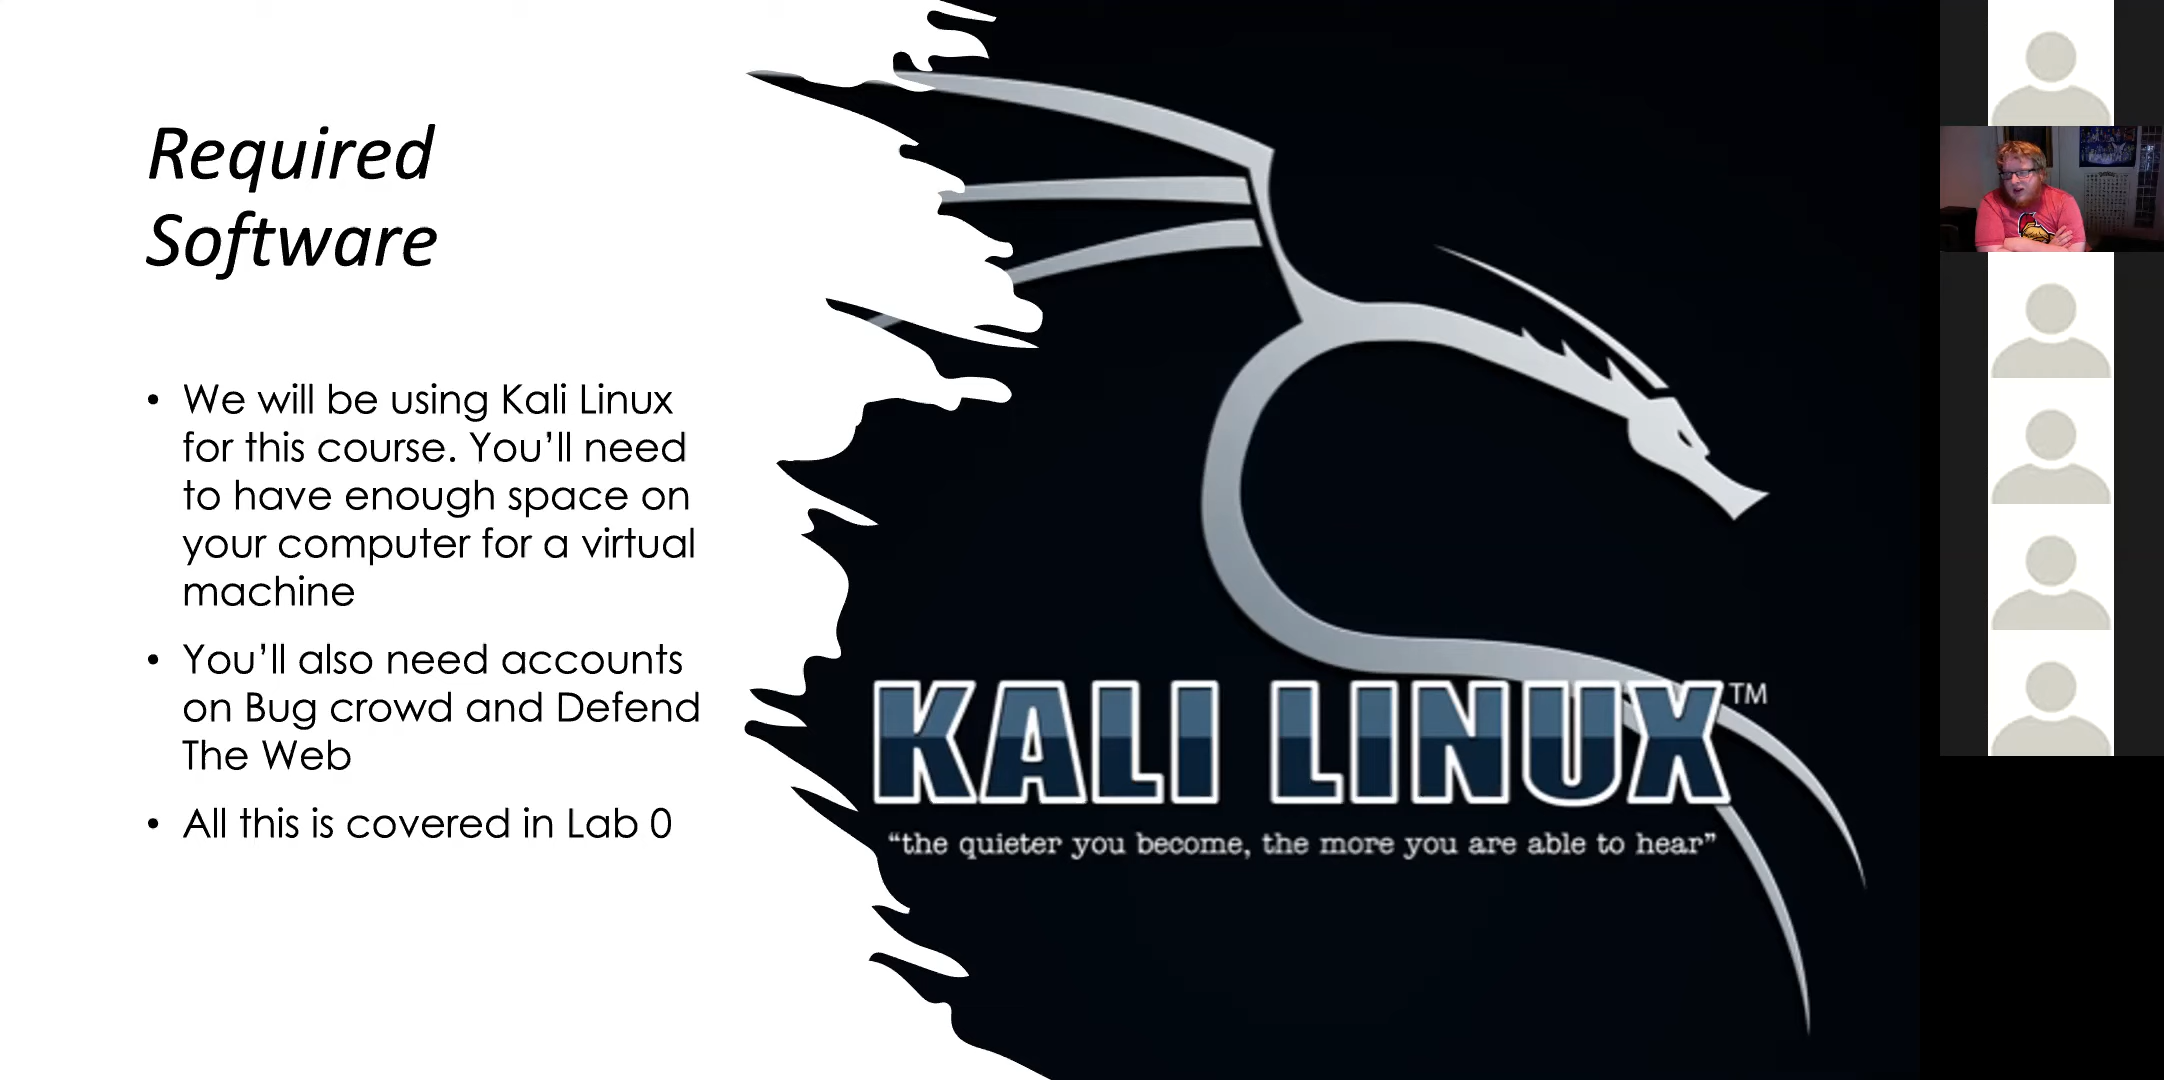 Required
Software
• We will be using Kali Linux
for this course. You’ll need
to have enough space on
your computer for a virtual
machine
• You’ll also need accounts
on Bug crowd and Defend
The Web
• All this is covered in Lab 0
KALI LINUX™
“the quieter you become, the more you are able to hear”